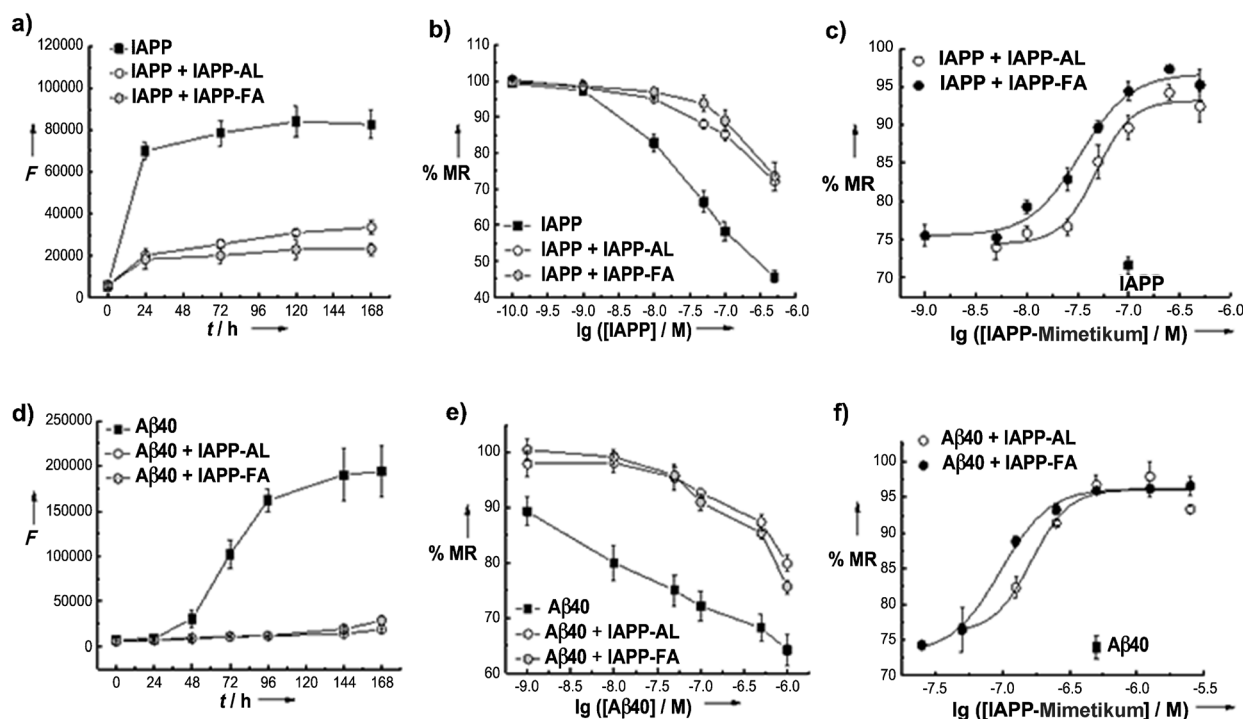 a)
120000
100000
80000
60000
40000
20000
0
F
IAPP
IAPP + IAPP-AL
IAPP + IAPP-FA
0 24 48 72 96 120 144 168
t / h
b)
110
100
90
80
70
60
50
40
% MR
IAPP
IAPP + IAPP-AL
IAPP + IAPP-FA
-10.0 -9.5 -9.0 -8.5 -8.0 -7.5 -7.0 -6.5 -6.0
lg ([IAPP] / M)
c)
100
95
90
85
80
75
70
% MR
IAPP + IAPP-AL
IAPP + IAPP-FA
IAPP
-9.0 -8.5 -8.0 -7.5 -7.0 -6.5 -6.0
lg ([IAPP-Mimetikum] / M)
d)
250000
200000
150000
100000
50000
0
F
Aβ40
Aβ40 + IAPP-AL
Aβ40 + IAPP-FA
0 24 48 72 96 120 144 168
t / h
e)
100
90
80
70
60
% MR
Aβ40
Aβ40 + IAPP-AL
Aβ40 + IAPP-FA
-9.0 -8.5 -8.0 -7.5 -7.0 -6.5 -6.0
lg ([Aβ40] / M)
f)
100
95
90
85
80
75
70
% MR
Aβ40 + IAPP-AL
Aβ40 + IAPP-FA
Aβ40
-7.5 -7.0 -6.5 -5.9 -5.5
lg ([IAPP-Mimetikum] / M)